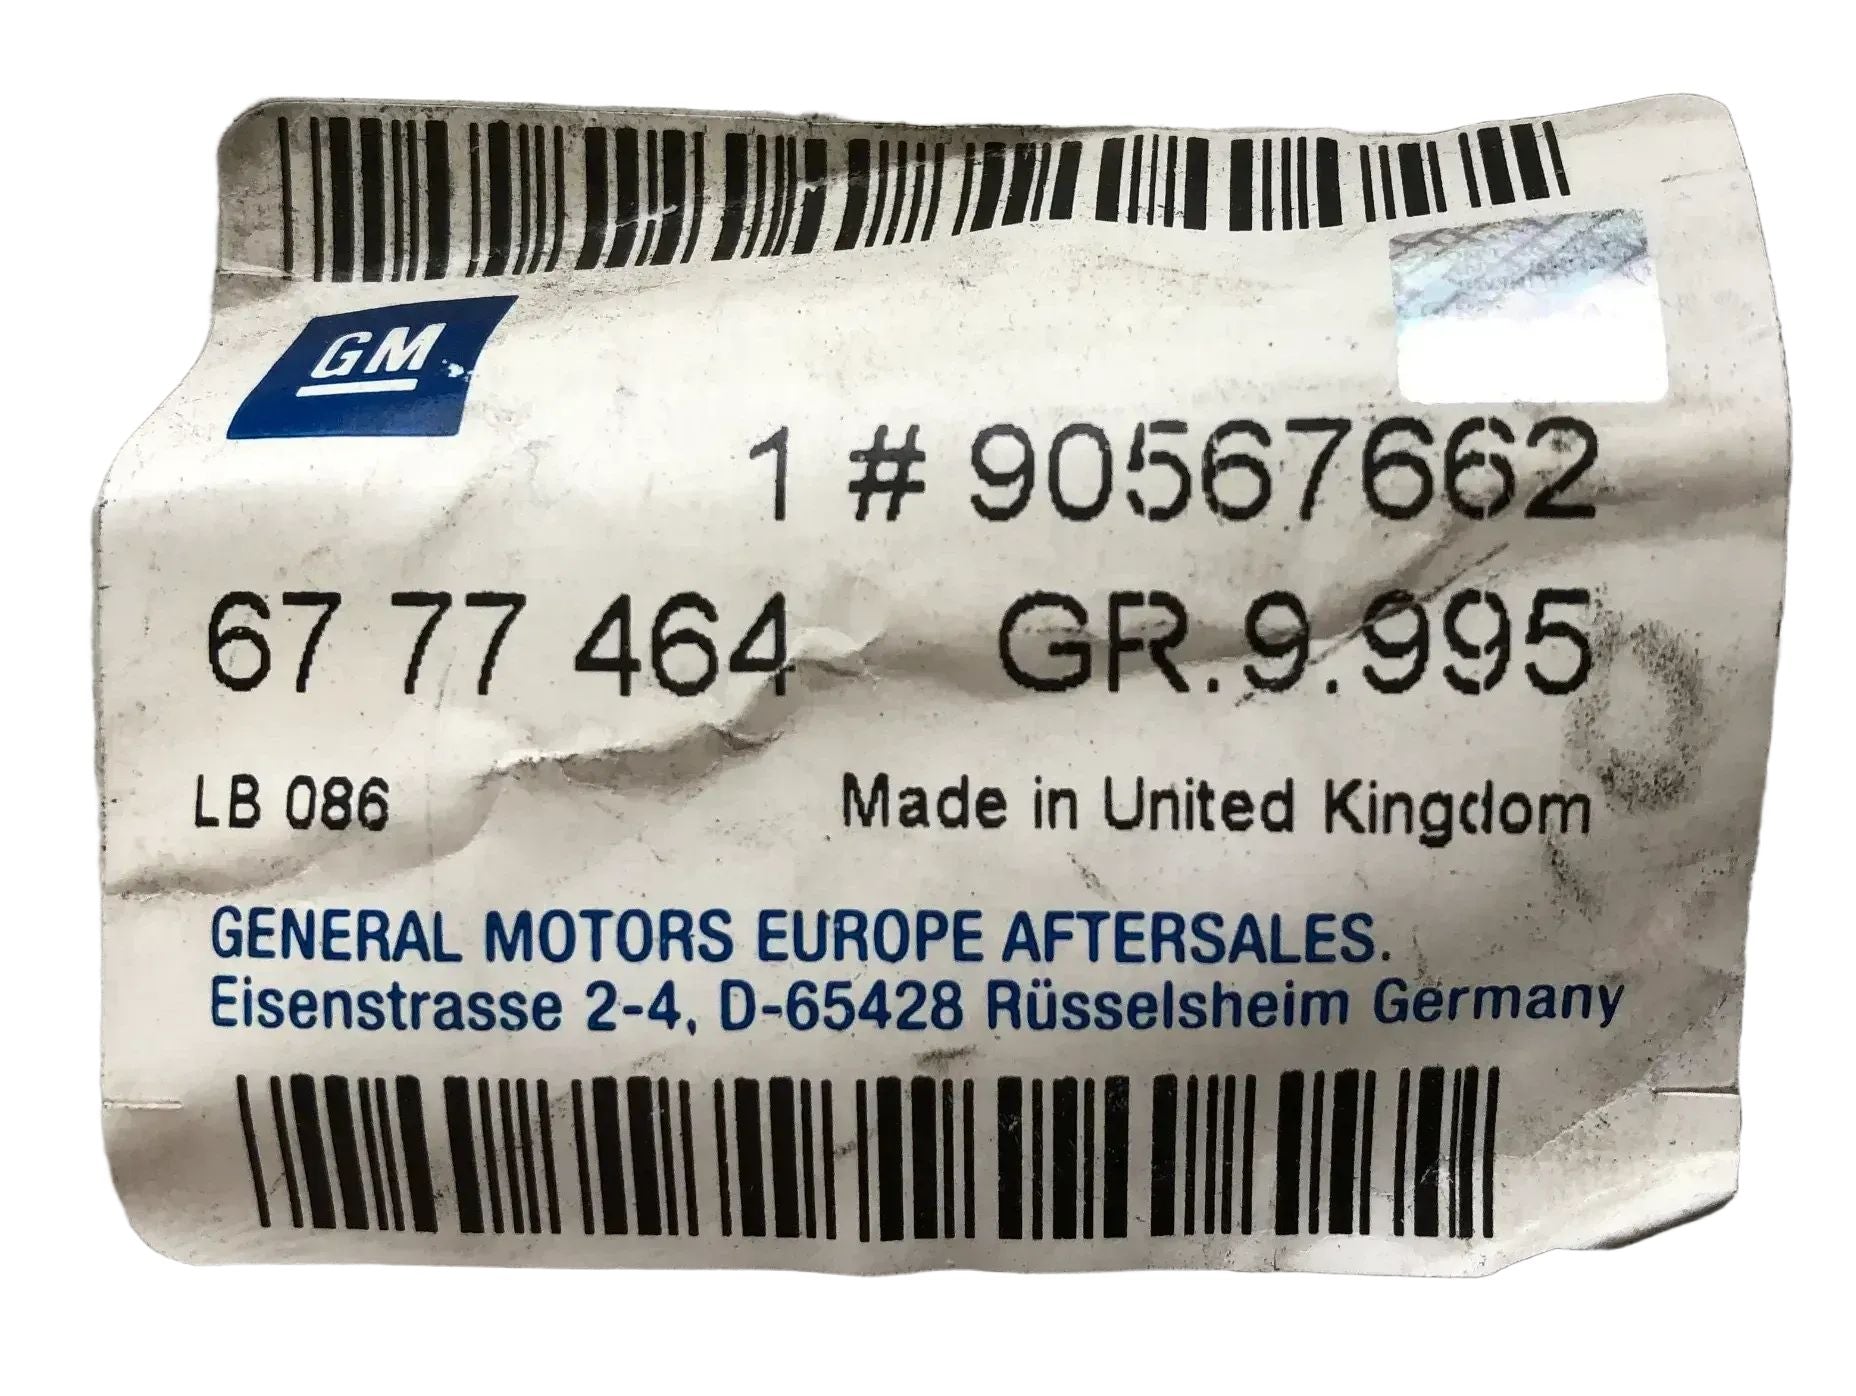 GM
1 # 90567662
67 77 464 GR.9.995
LB 086 Made in United Kingdom
GENERAL MOTORS EUROPE AFTERSALES.
Eisenstrasse 2-4, D-65428 Rüsselsheim Germany